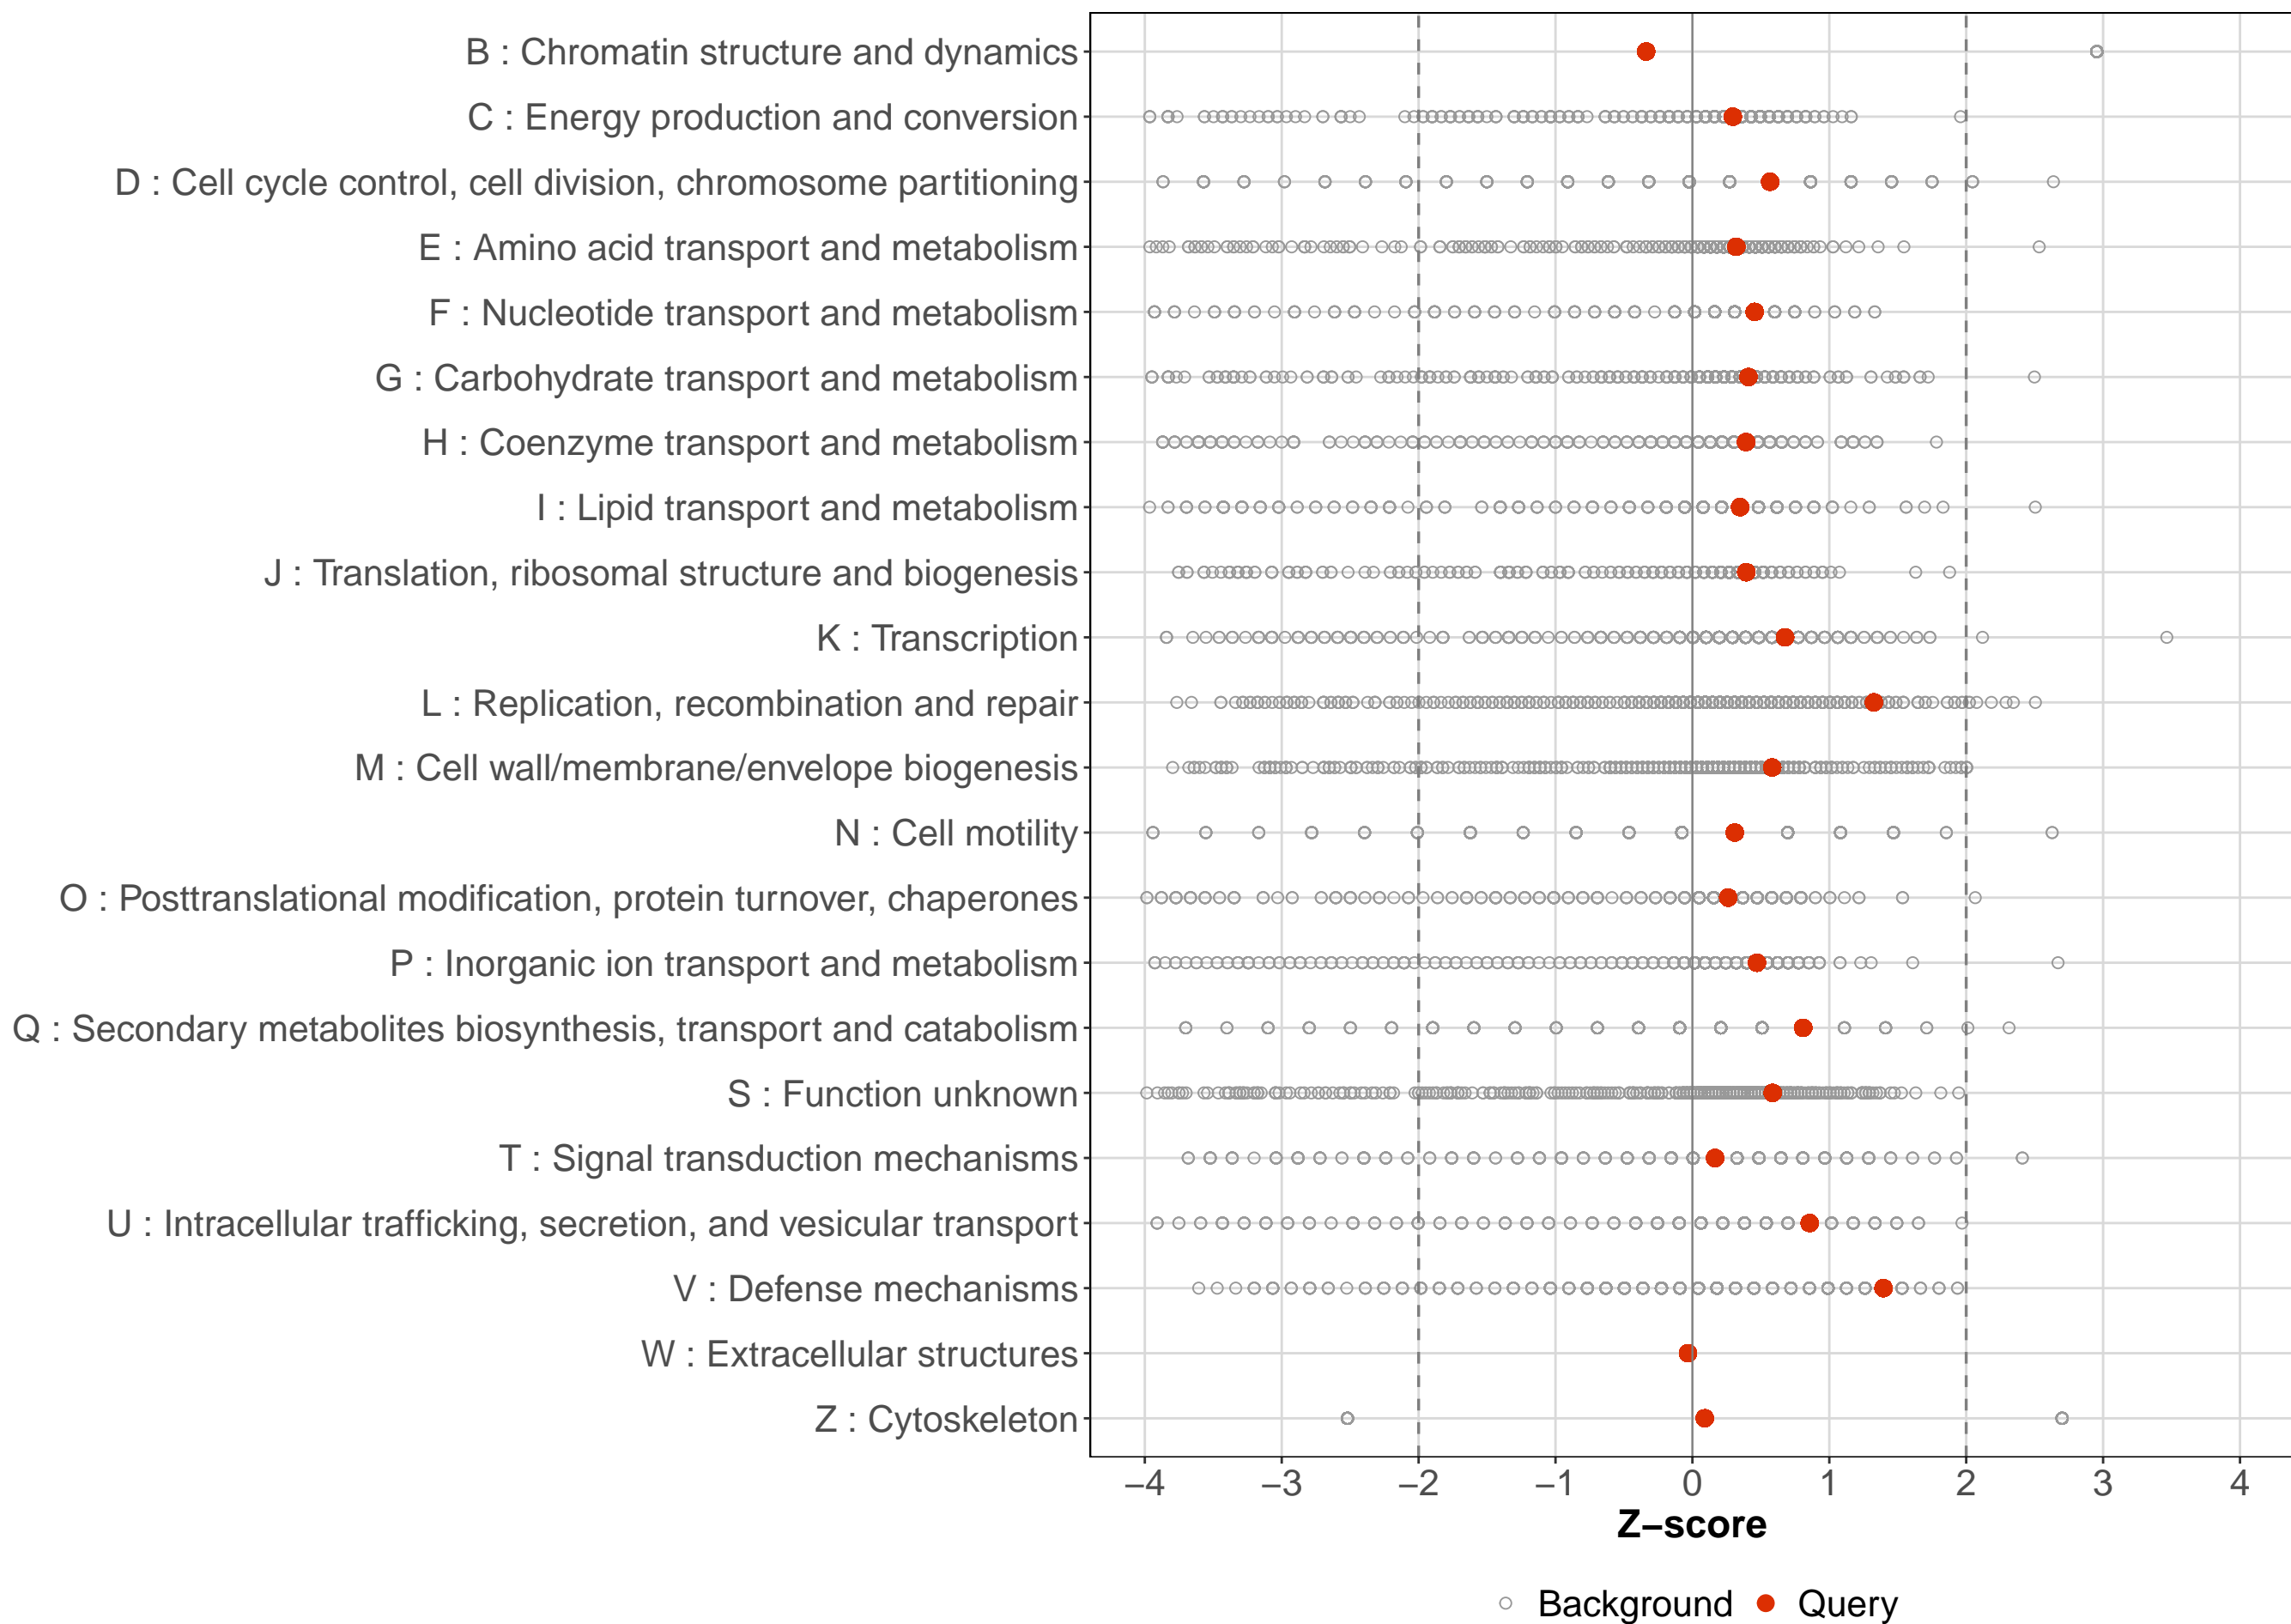 B : Chromatin structure and dynamics
C : Energy production and conversion
D : Cell cycle control, cell division, chromosome partitioning
E : Amino acid transport and metabolism
F : Nucleotide transport and metabolism
G : Carbohydrate transport and metabolism
H : Coenzyme transport and metabolism
I : Lipid transport and metabolism
J : Translation, ribosomal structure and biogenesis
K : Transcription
L : Replication, recombination and repair
M : Cell wall/membrane/envelope biogenesis
N : Cell motility
O : Posttranslational modification, protein turnover, chaperones
P : Inorganic ion transport and metabolism
Q : Secondary metabolites biosynthesis, transport and catabolism
S : Function unknown
T : Signal transduction mechanisms
U : Intracellular trafficking, secretion, and vesicular transport
V : Defense mechanisms
W : Extracellular structures
Z : Cytoskeleton
−4 −3 −2 −1 0 1 2 3 4
Z−score
Background Query